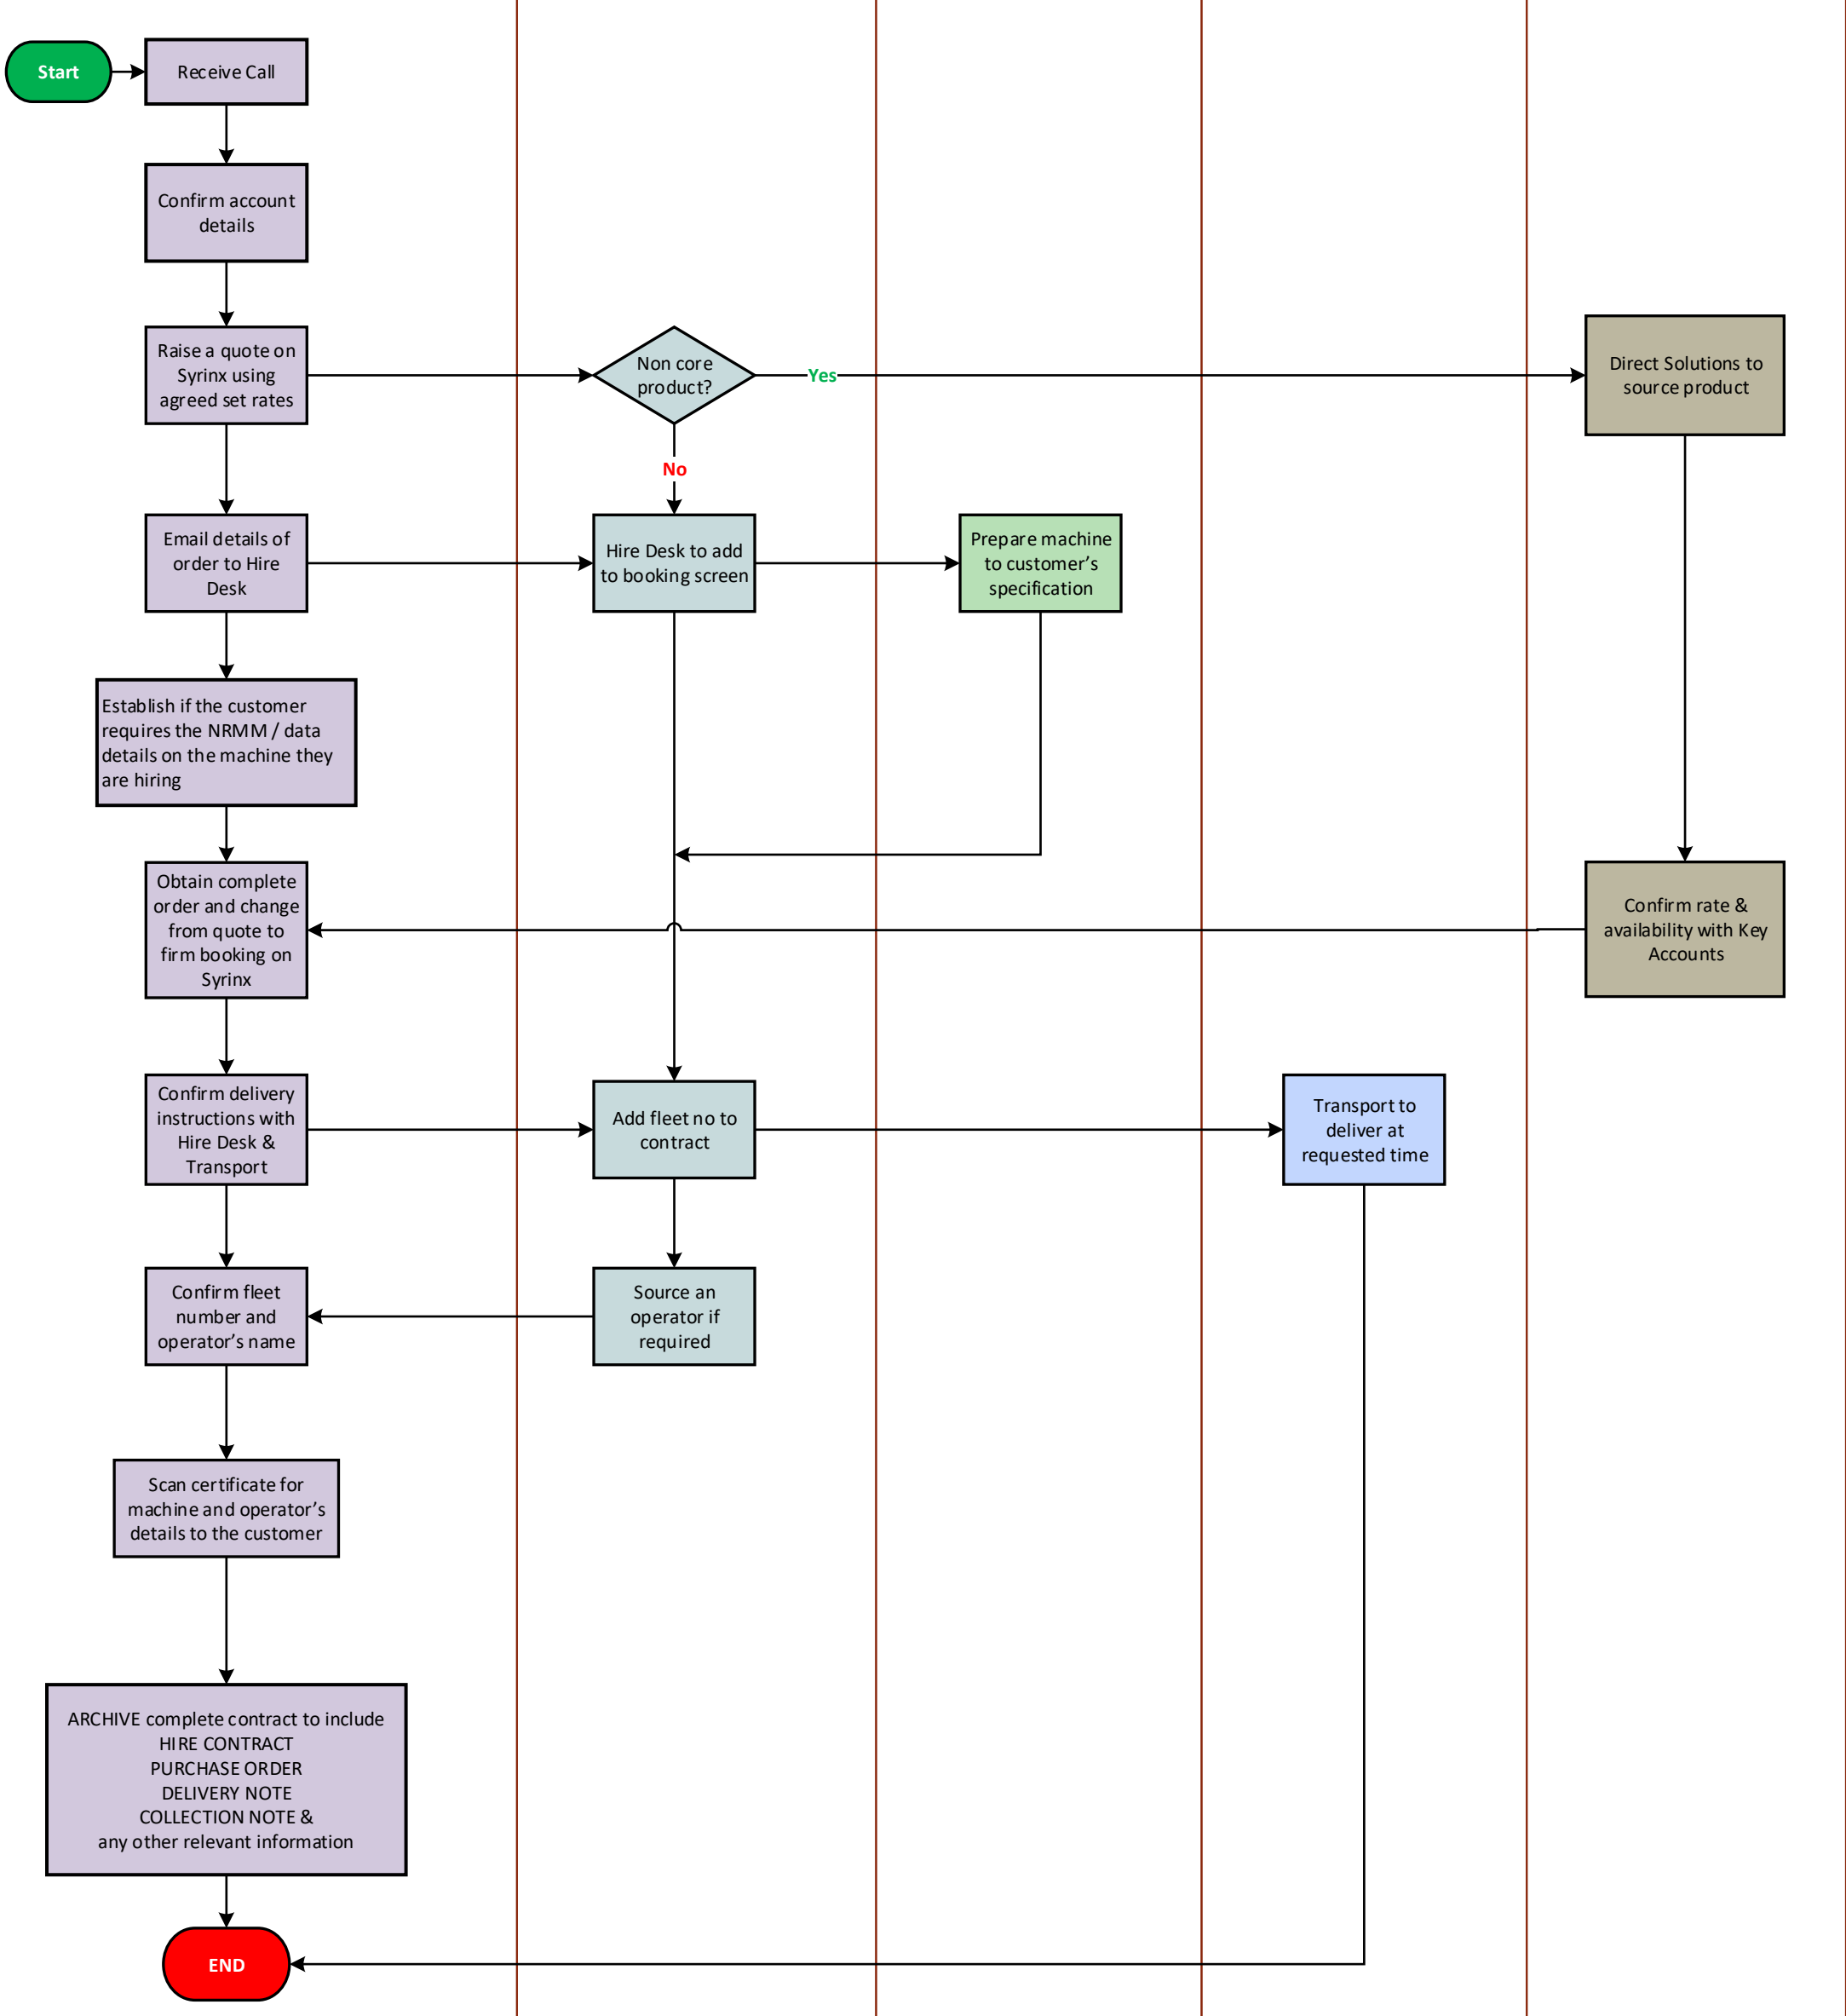 Start
Receive Call
Confirm account
details
Raise a quote on
Syrinx using
agreed set rates
Non core
product?
Yes
Direct Solutions to
source product
No
Email details of
order to Hire
Desk
Hire Desk to add
to booking screen
Prepare machine
to customer’s
specification
Establish if the customer
requires the NRMM / data
details on the machine they
are hiring
Obtain complete
order and change
from quote to
firm booking on
Syrinx
Confirm rate &
availability with Key
Accounts
Confirm delivery
instructions with
Hire Desk &
Transport
Add fleet no to
contract
Transport to
deliver at
requested time
Confirm fleet
number and
operator’s name
Source an
operator if
required
Scan certificate for
machine and operator’s
details to the customer
ARCHIVE complete contract to include
HIRE CONTRACT
PURCHASE ORDER
DELIVERY NOTE
COLLECTION NOTE &
any other relevant information
END